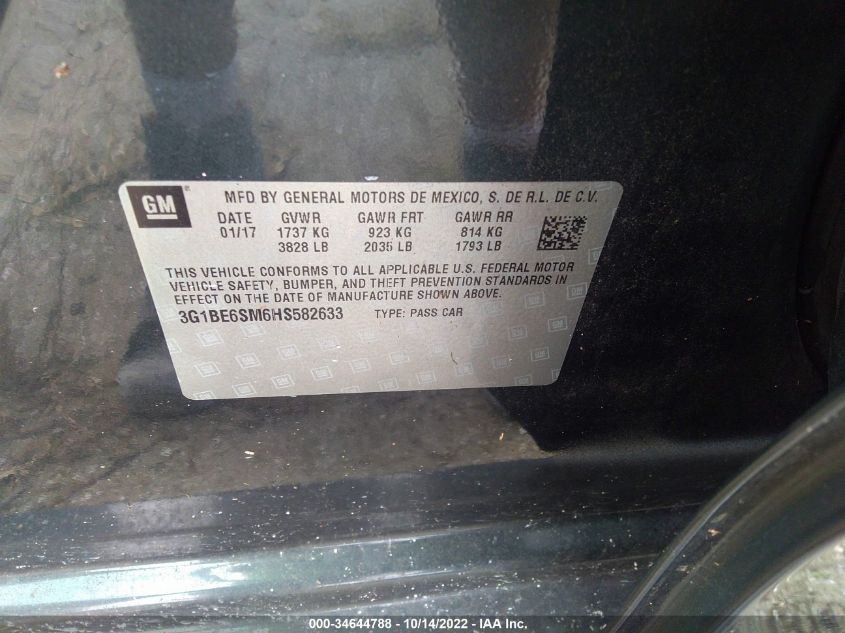 GM
MFD BY GENERAL MOTORS DE MEXICO, S. DE R.L. DE C.V.
DATE GVWR GAWR FRT GAWR RR
01/17 1737 KG 923 KG 814 KG
3828 LB 2035 LB 1793 LB
THIS VEHICLE CONFORMS TO ALL APPLICABLE U.S. FEDERAL MOTOR
VEHICLE SAFETY, BUMPER, AND THEFT PREVENTION STANDARDS IN
EFFECT ON THE DATE OF MANUFACTURE SHOWN ABOVE.
3G1BE6SM6HS582633 TYPE: PASS CAR
000-34644788 - 10/14/2022 - IAA Inc.